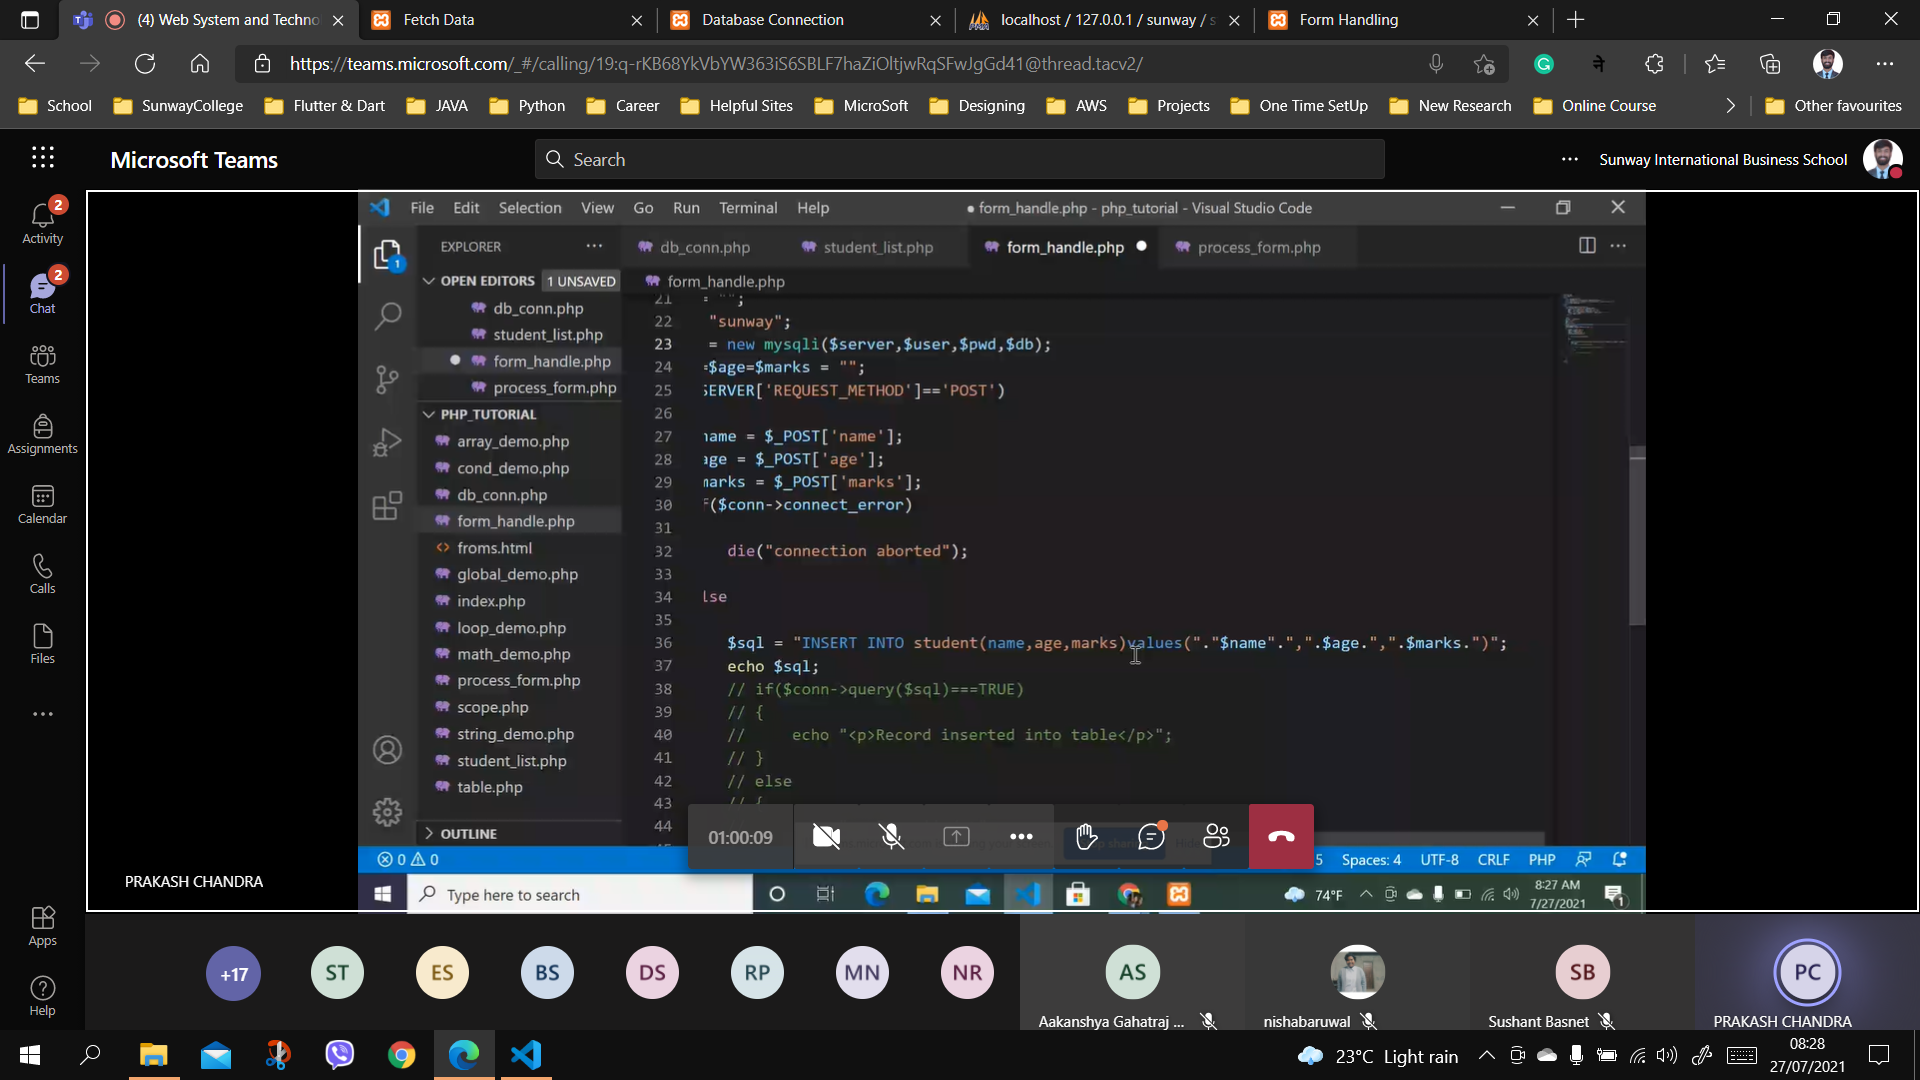 (4) Web System and Techno
Fetch Data
Database Connection
localhost / 127.0.0.1 / sunway / s
Form Handling
https://teams.microsoft.com/_#/calling/19:q-rKB68YkVbYW363iS6SBLF7haZiOltjwRqSFwJgGd41@thread.tacv2/
ने
School
SunwayCollege
Flutter & Dart
JAVA
Python
Career
Helpful Sites
MicroSoft
Designing
AWS
Projects
One Time SetUp
New Research
Online Course
Other favourites
Microsoft Teams
Search
Sunway International Business School
2
Activity
2
Chat
Teams
Assignments
Calendar
Calls
Files
Apps
Help
File Edit Selection View Go Run Terminal Help
● form_handle.php - php_tutorial - Visual Studio Code
1
EXPLORER
OPEN EDITORS 1 UNSAVED
db_conn.php
student_list.php
form_handle.php
process_form.php
PHP_TUTORIAL
array_demo.php
cond_demo.php
db_conn.php
form_handle.php
froms.html
global_demo.php
index.php
loop_demo.php
math_demo.php
process_form.php
scope.php
string_demo.php
student_list.php
table.php
OUTLINE
db_conn.php
student_list.php
form_handle.php
process_form.php
form_handle.php
21 = "";
22 "sunway";
23 = new mysqli($server,$user,$pwd,$db);
24 =$age=$marks = "";
25 SERVER['REQUEST_METHOD']=='POST')
26
27 name = $_POST['name'];
28 age = $_POST['age'];
29 marks = $_POST['marks'];
30 f($conn->connect_error)
31
32 die("connection aborted");
33
34 lse
35
36 $sql = "INSERT INTO student(name,age,marks)values("."$name".",".$age.",".$marks.")";
37 echo $sql;
38 // if($conn->query($sql)===TRUE)
39 // {
40 // echo "<p>Record inserted into table</p>";
41 // }
42 // else
43 // {
44
01:00:09
0 0
5 Spaces: 4 UTF-8 CRLF PHP
Type here to search
74°F
8:27 AM
7/27/2021
1
PRAKASH CHANDRA
+17
ST
ES
BS
DS
RP
MN
NR
AS
SB
PC
Aakanshya Gahatraj ...
nishabaruwal
Sushant Basnet
PRAKASH CHANDRA
23°C Light rain
08:28
27/07/2021